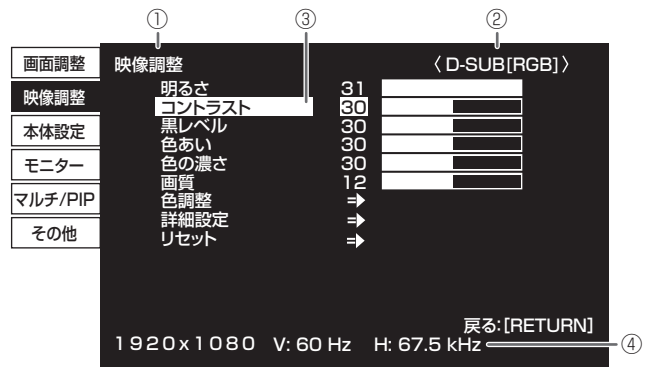 ① ③ ②
画面調整
映像調整
本体設定
モニター
マルチ/PIP
その他
映像調整 〈 D-SUB[RGB] 〉
明るさ 31
コントラスト 30
黒レベル 30
色あい 30
色の濃さ 30
画質 12
色調整
詳細設定
リセット
戻る:[RETURN]
1920x1080 V: 60 Hz H: 67.5 kHz ④